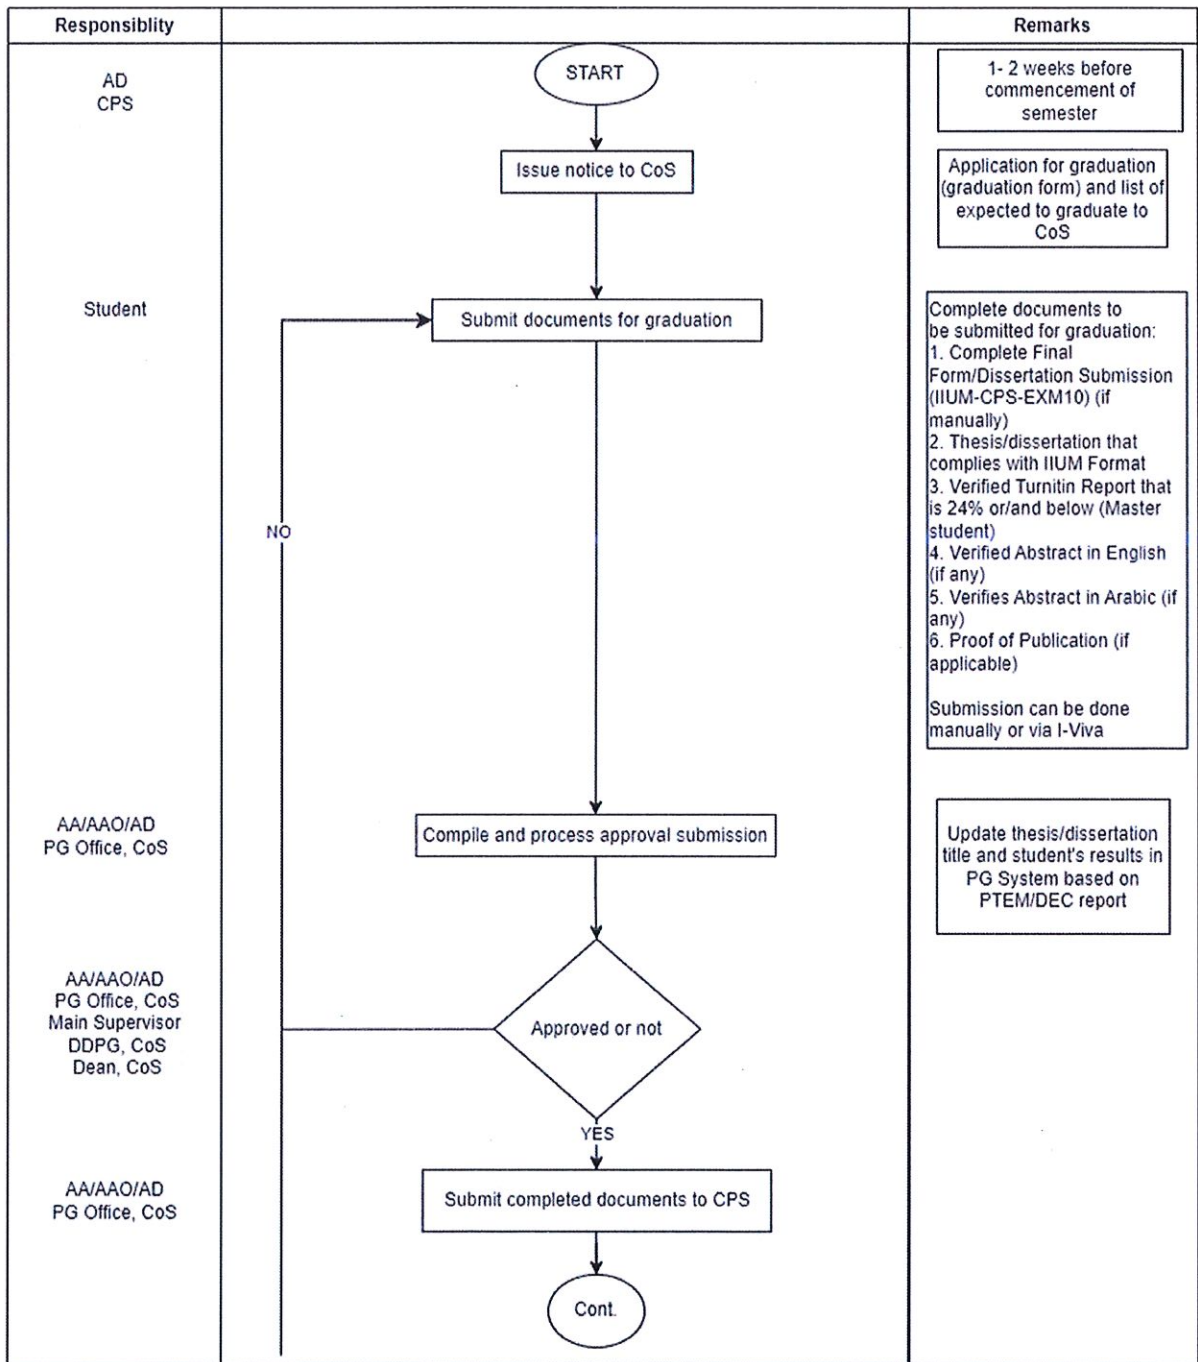 Responsiblity
Remarks
AD
CPS
START
1- 2 weeks before
commencement of
semester
Issue notice to CoS
Application for graduation
(graduation form) and list of
expected to graduate to
CoS
Student
Submit documents for graduation
Complete documents to
be submitted for graduation:
1. Complete Final
Form/Dissertation Submission
(IIUM-CPS-EXM10) (if
manually)
2. Thesis/dissertation that
complies with IIUM Format
3. Verified Turnitin Report that
is 24% or/and below (Master
student)
4. Verified Abstract in English
(if any)
5. Verifies Abstract in Arabic (if
any)
6. Proof of Publication (if
applicable)
Submission can be done
manually or via I-Viva
NO
AA/AAO/AD
PG Office, CoS
Compile and process approval submission
Update thesis/dissertation
title and student's results in
PG System based on
PTEM/DEC report
AA/AAO/AD
PG Office, CoS
Main Supervisor
DDPG, CoS
Dean, CoS
Approved or not
YES
AA/AAO/AD
PG Office, CoS
Submit completed documents to CPS
Cont.